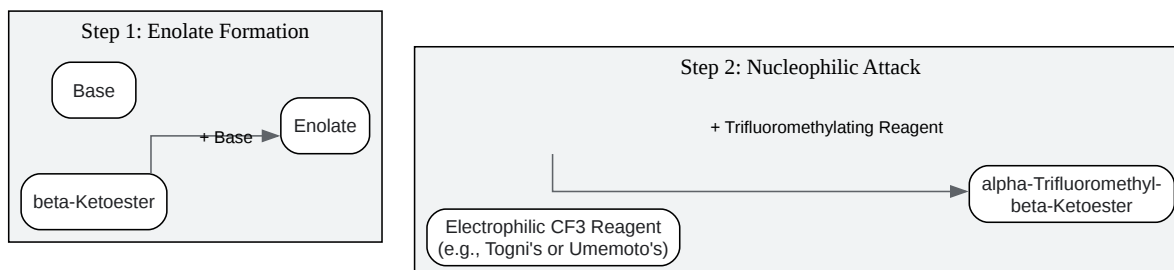 Step 1: Enolate Formation
Base
+ Base
Enolate
beta-Ketoester
Step 2: Nucleophilic Attack
+ Trifluoromethylating Reagent
alpha-Trifluoromethyl-
beta-Ketoester
Electrophilic CF3 Reagent
(e.g., Togni's or Umemoto's)